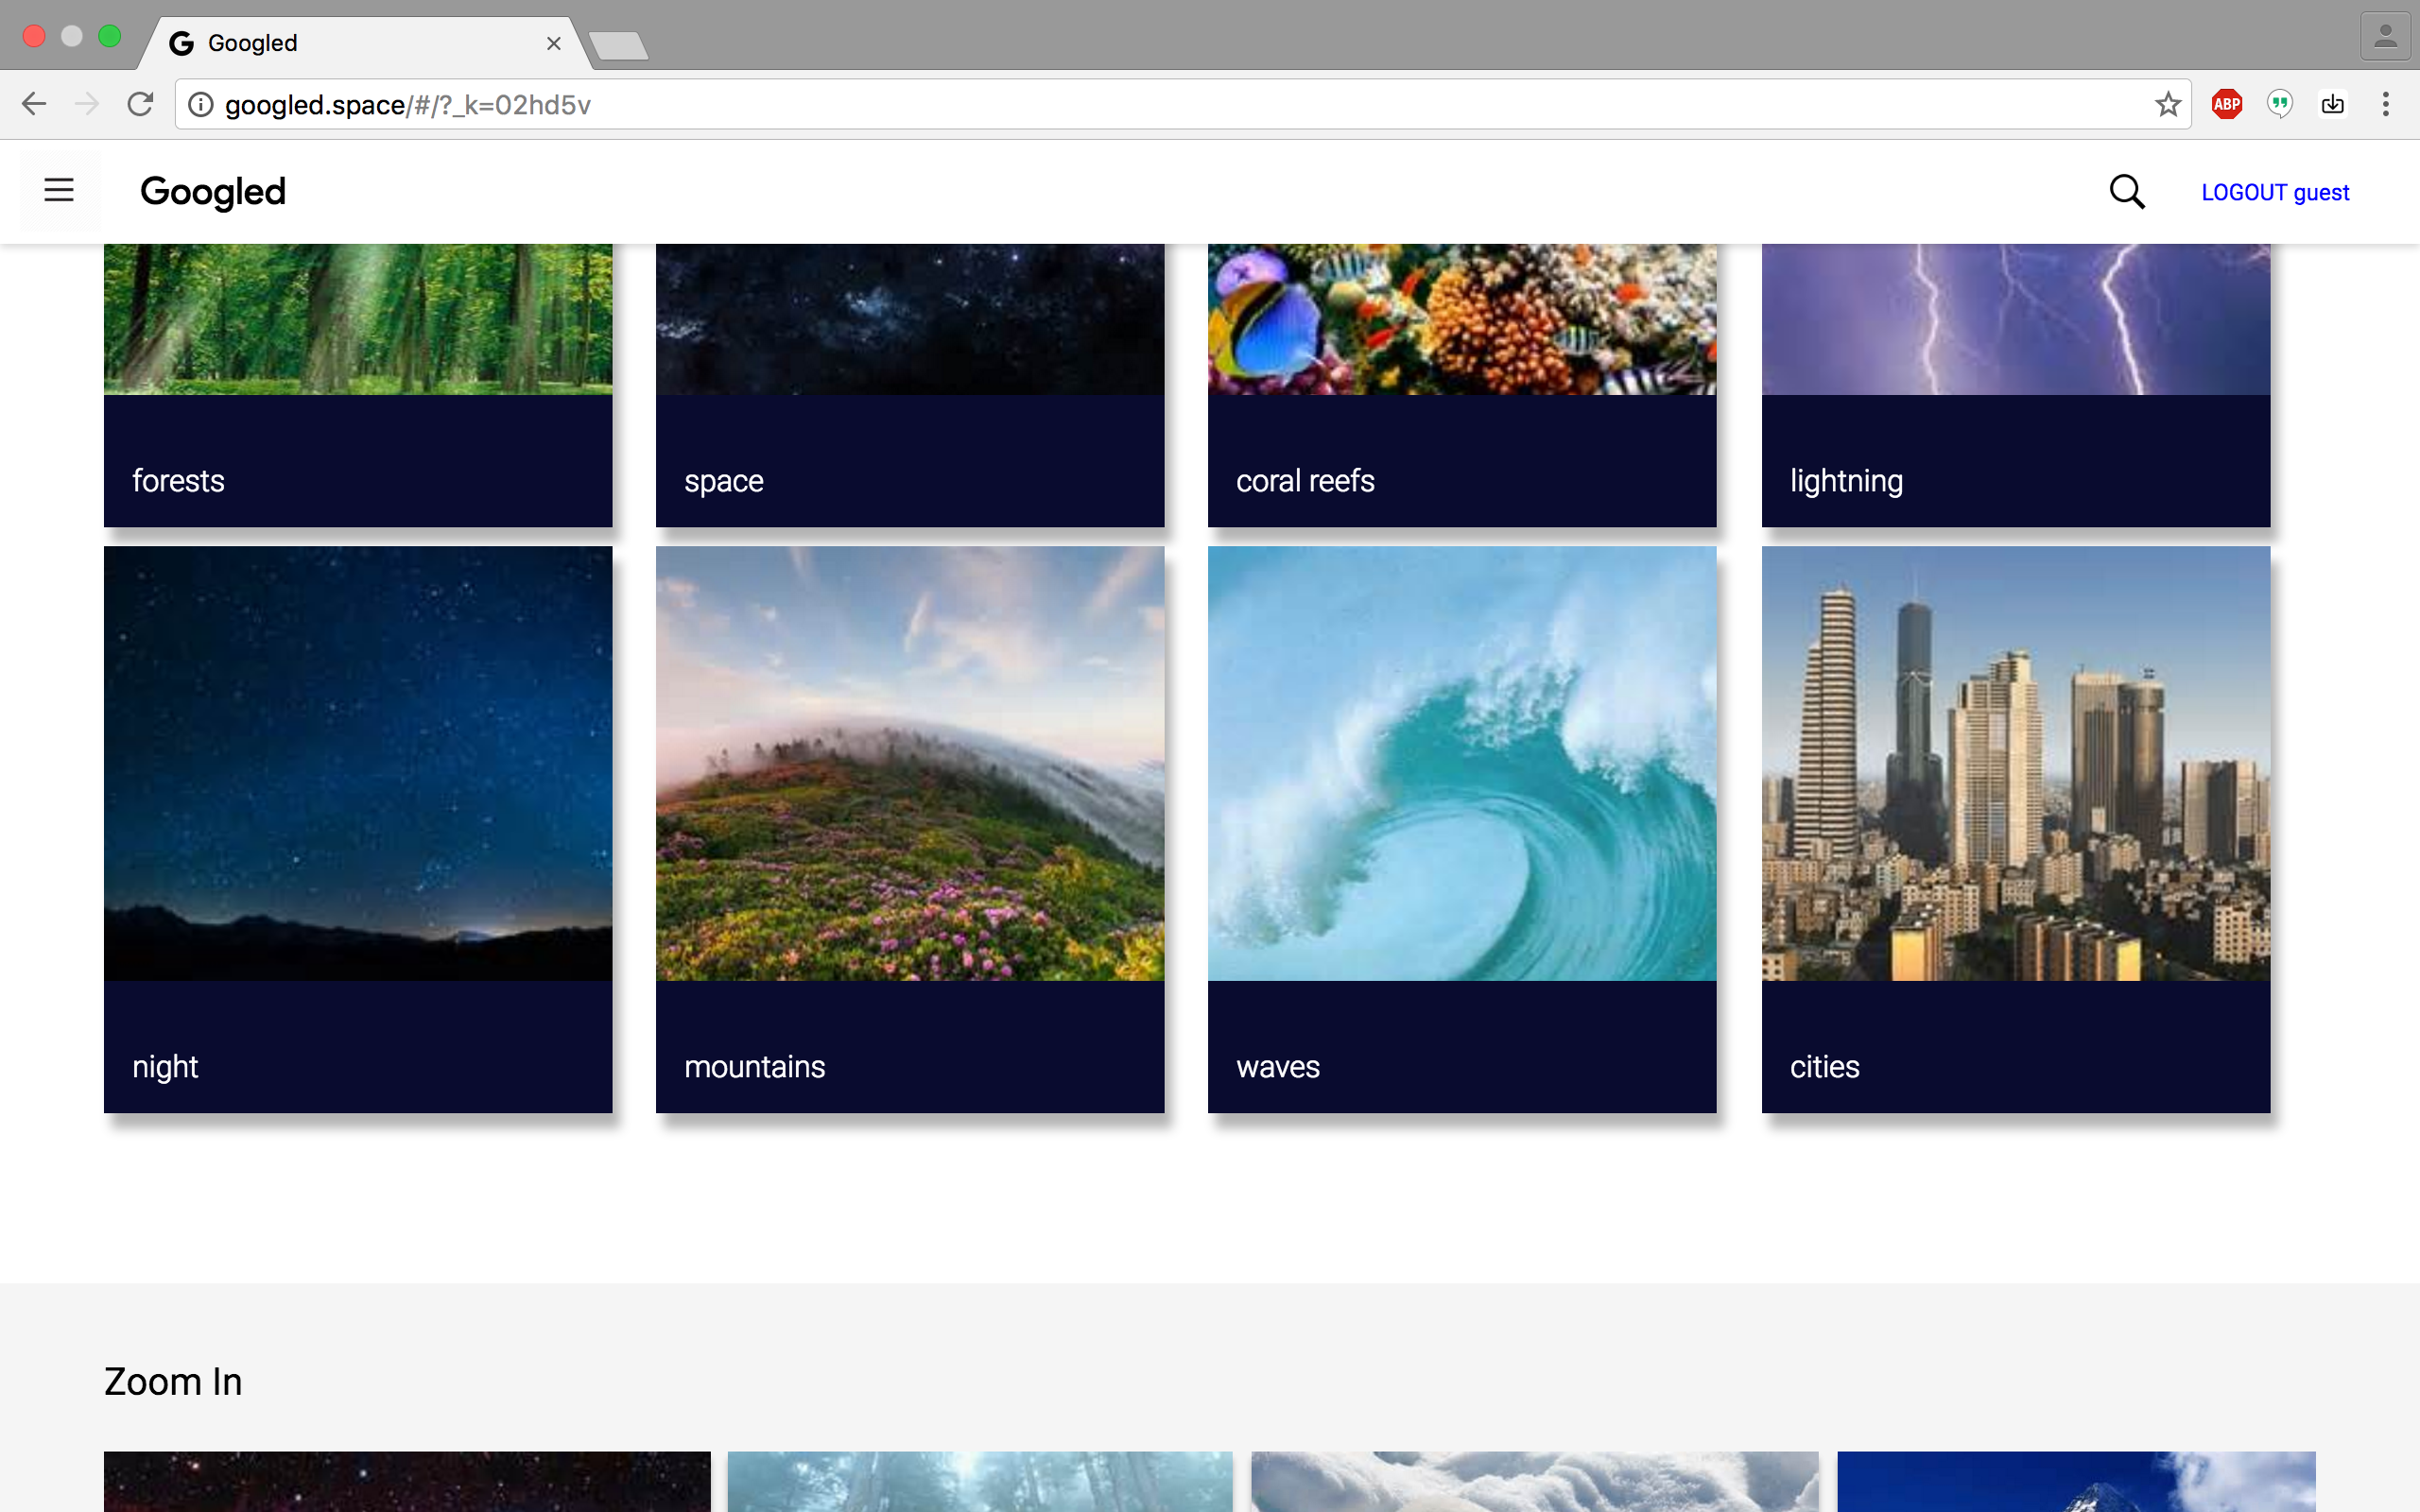 Googled
googled.space/#/?_k=02hd5v
ABP
Googled
LOGOUT guest
forests
space
coral reefs
lightning
night
mountains
waves
cities
Zoom In